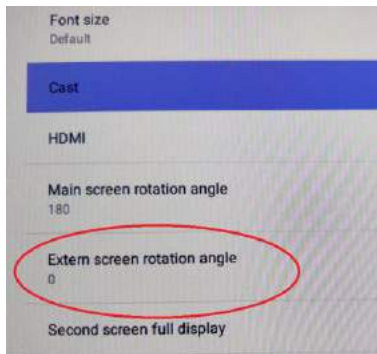 Font size
Default
Cast
HDMI
Main screen rotation angle
180
Extern screen rotation angle
0
Second screen full display